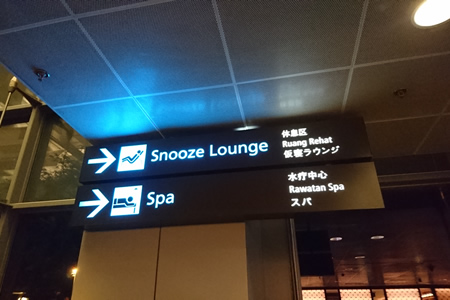 Snooze Lounge
休息区
Ruang Rehat
仮寝ラウンジ
Spa
水疗中心
Rawatan Spa
スパ